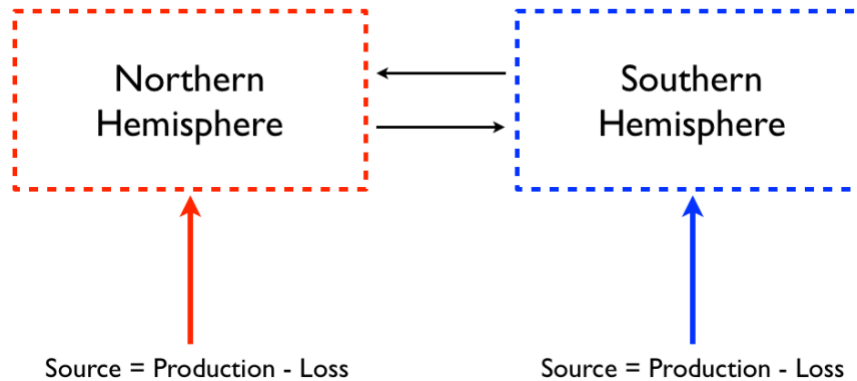 Northern
Hemisphere
Southern
Hemisphere
Source = Production - Loss
Source = Production - Loss